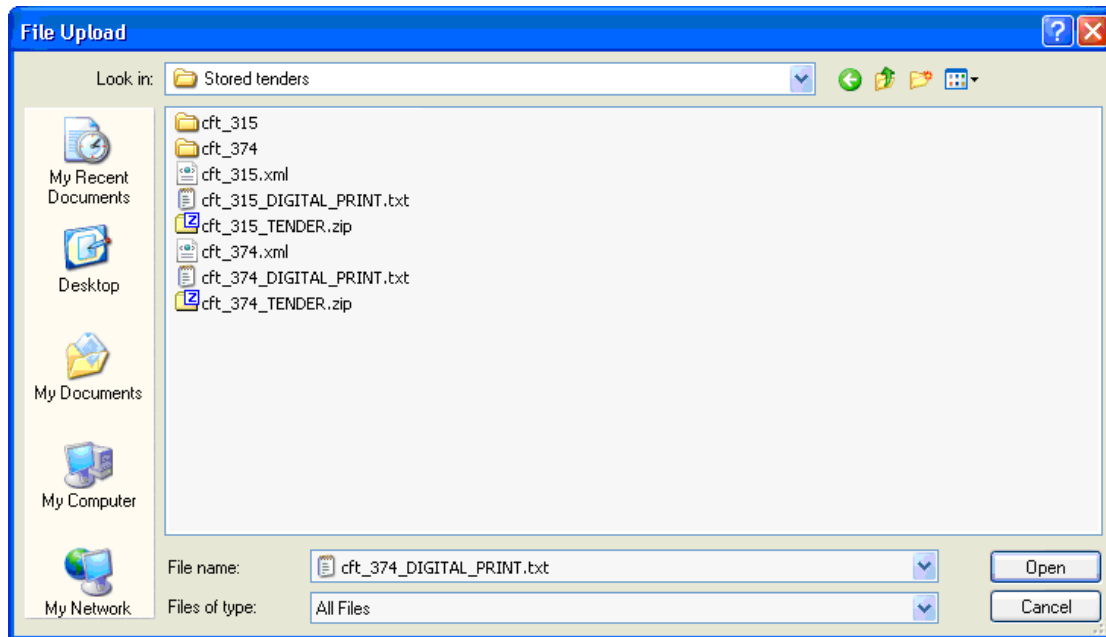 File Upload
Look in: Stored tenders
My Recent
Documents
Desktop
My Documents
My Computer
My Network
cft_315
cft_374
cft_315.xml
cft_315_DIGITAL_PRINT.txt
cft_315_TENDER.zip
cft_374.xml
cft_374_DIGITAL_PRINT.txt
cft_374_TENDER.zip
File name: cft_374_DIGITAL_PRINT.txt Open
Files of type: All Files Cancel